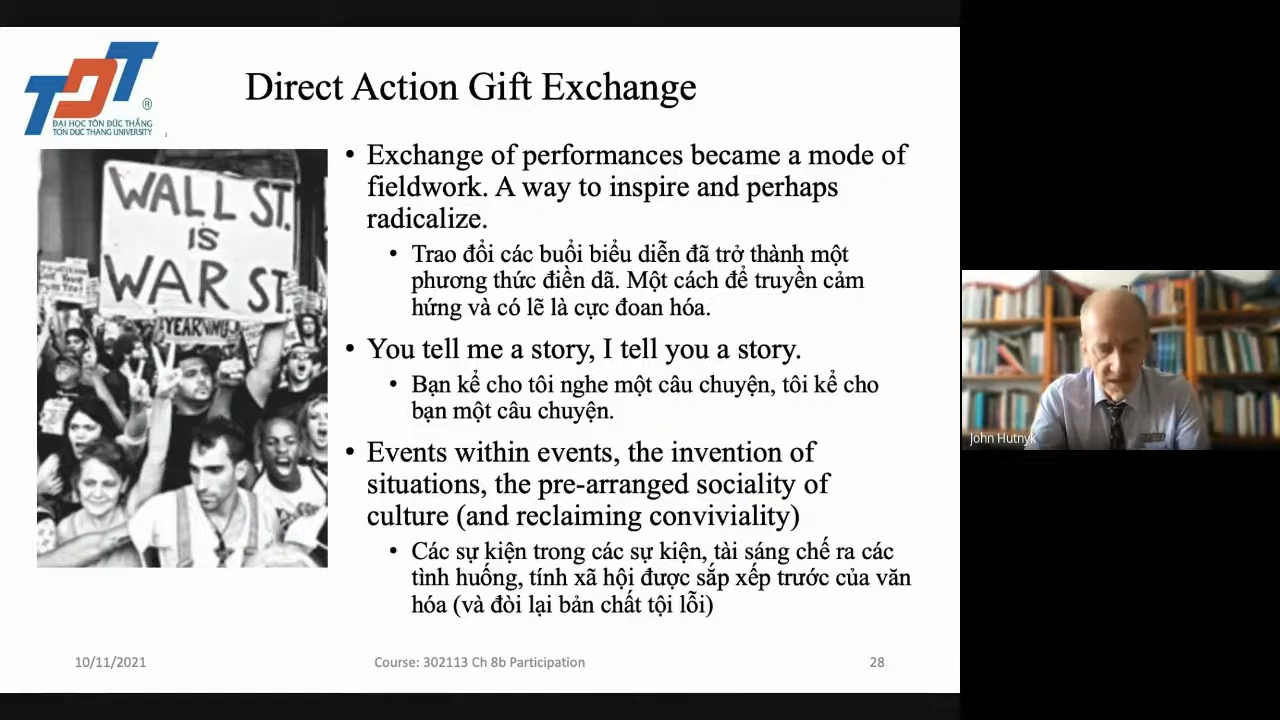 ĐẠI HỌC TÔN ĐỨC THẮNG
TON DUC THANG UNIVERSITY
TDT
®
Direct Action Gift Exchange
WALL ST.
IS
WAR ST.
• Exchange of performances became a mode of
fieldwork. A way to inspire and perhaps
radicalize.
• Trao đổi các buổi biểu diễn đã trở thành một
phương thức điền dã. Một cách để truyền cảm
hứng và có lẽ là cực đoan hóa.
• You tell me a story, I tell you a story.
• Bạn kể cho tôi nghe một câu chuyện, tôi kể cho
bạn một câu chuyện.
• Events within events, the invention of
situations, the pre-arranged sociality of
culture (and reclaiming conviviality)
• Các sự kiện trong các sự kiện, tài sáng chế ra các
tình huống, tính xã hội được sắp xếp trước của văn
hóa (và đòi lại bản chất tội lỗi)
10/11/2021
Course: 302113 Ch 8b Participation
28
John Hutnyk